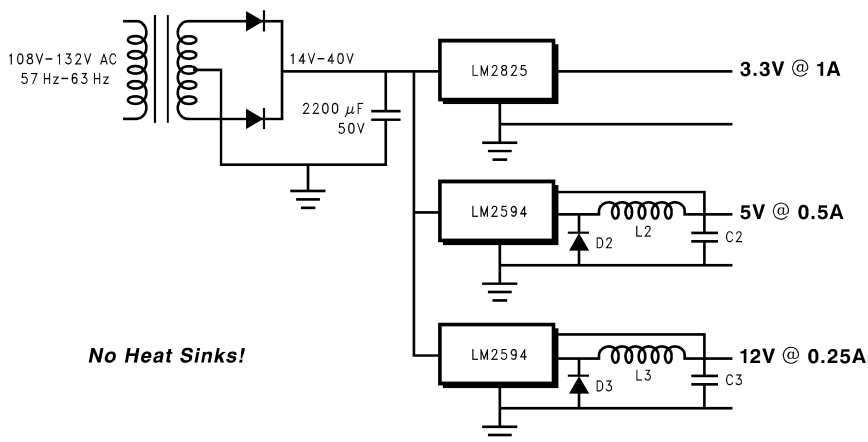 108V-132V AC
57 Hz-63 Hz
14V-40V
2200 µF
50V
LM2825
3.3V @ 1A
LM2594
D2
L2
C2
5V @ 0.5A
No Heat Sinks!
LM2594
D3
L3
C3
12V @ 0.25A